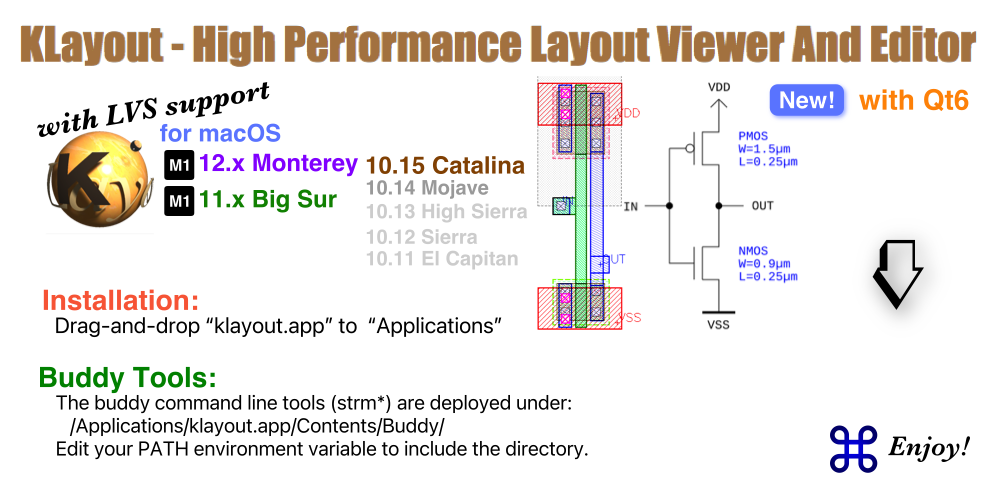 KLayout - High Performance Layout Viewer And Editor
with LVS support
for macOS
M1 12.x Monterey
M1 11.x Big Sur
10.15 Catalina
10.14 Mojave
10.13 High Sierra
10.12 Sierra
10.11 El Capitan
VDD
VSS
VDD
PMOS
W=1.5µm
L=0.25µm
IN
OUT
NMOS
W=0.9µm
L=0.25µm
VSS
New! with Qt6
Installation:
Drag-and-drop “klayout.app” to “Applications”
Buddy Tools:
The buddy command line tools (strm*) are deployed under:
/Applications/klayout.app/Contents/Buddy/
Edit your PATH environment variable to include the directory.
Enjoy!